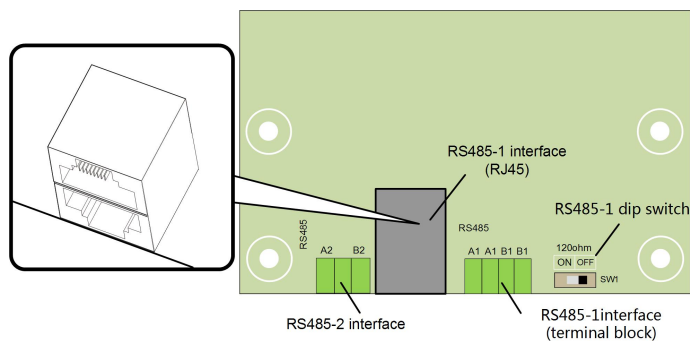 RS485-1 interface
(RJ45)
RS485-1 dip switch
RS485
RS485
A2 B2
A1 A1 B1 B1
120ohm
ON OFF
SW1
RS485-2 interface
RS485-1interface
(terminal block)